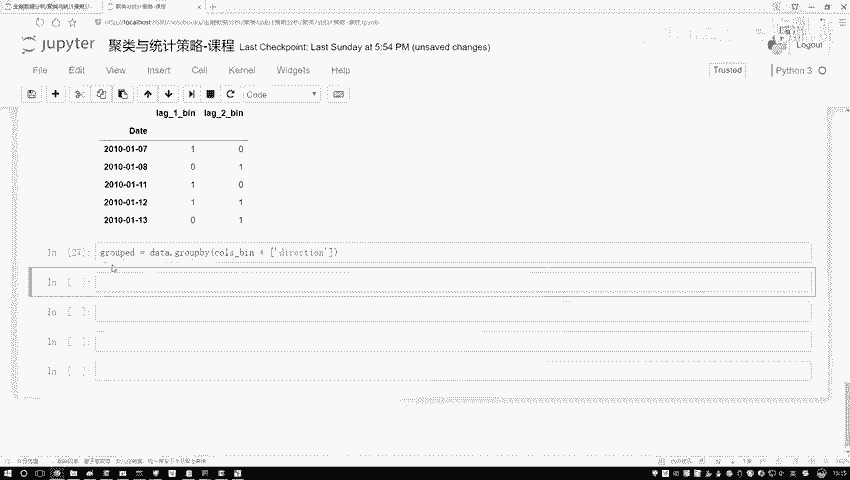 jupyter 聚类与统计策略-课程 Last Checkpoint: Last Sunday at 5:54 PM (unsaved changes)
Logout
File Edit View Insert Cell Kernel Widgets Help
Trusted
Python 3
Code
lag_1_bin lag_2_bin
Date
2010-01-07 1 0
2010-01-08 0 1
2010-01-11 1 0
2010-01-12 1 1
2010-01-13 0 1
In [27]: grouped = data.groupby(cols_bin + ['direction'])
In [ ]:
In [ ]:
In [ ]:
In [ ]: